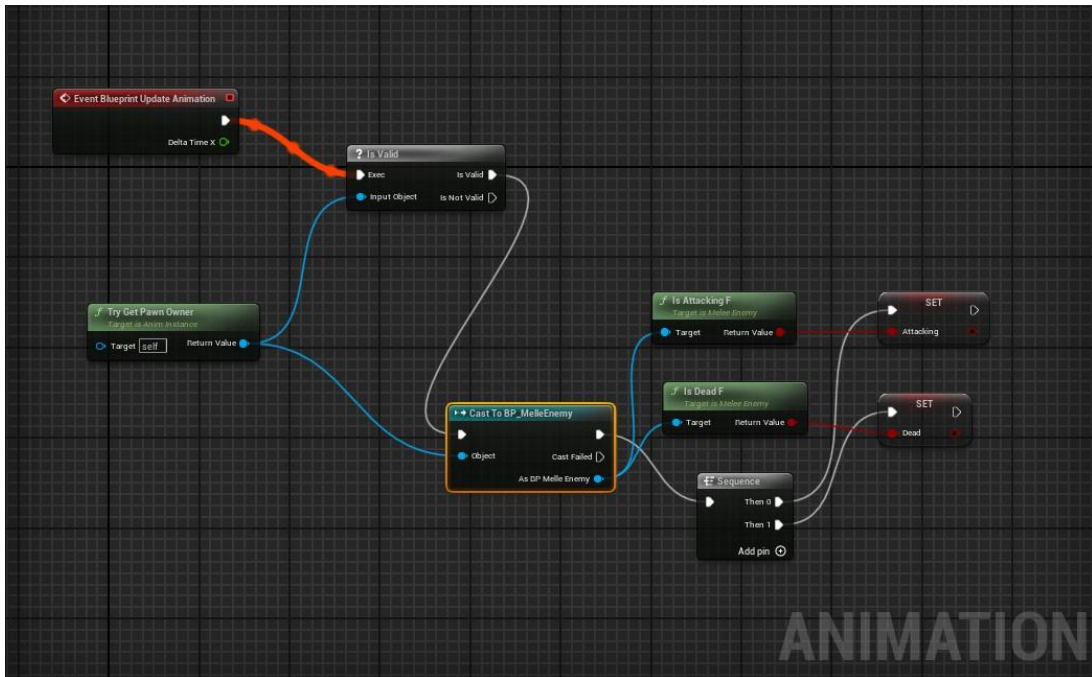 Event Blueprint Update Animation
Delta Time X
? Is Valid
Exec
Is Valid
Input Object
Is Not Valid
f Try Get Pawn Owner
Target is Anim Instance
Target self
Return Value
f Is Attacking F
Target is Melee Enemy
Target
Return Value
SET
Attacking
f Is Dead F
Target is Melee Enemy
Target
Return Value
SET
Dead
Cast To BP_MelleEnemy
Object
Cast Failed
As BP Melle Enemy
Sequence
Then 0
Then 1
Add pin
ANIMATION